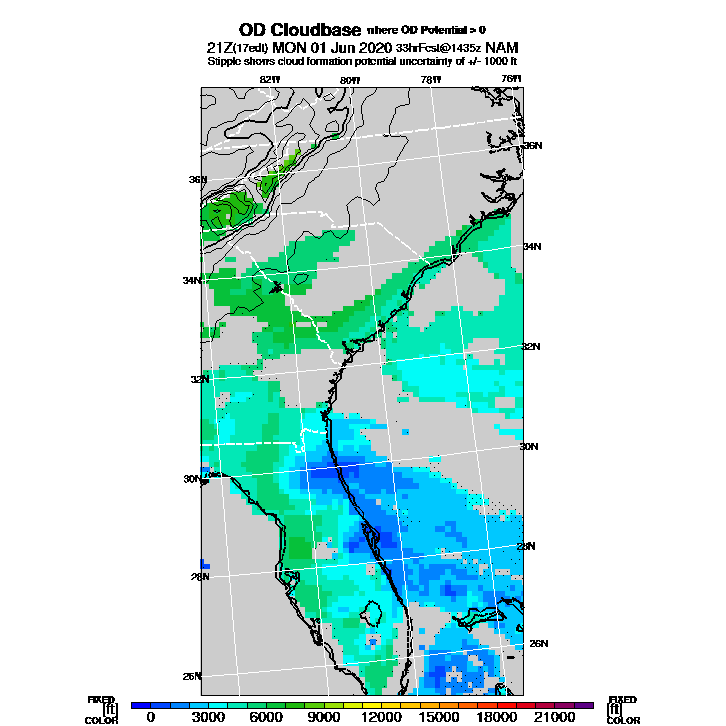 OD Cloudbase where OD Potential > 0
21Z(17edt) MON 01 Jun 2020 33hrFcst@1435z NAM
Stipple shows cloud formation potential uncertainty of +/- 1000 ft
82W 80W 78W 76W
36N
36N
34N
34N
32N
32N
30N
30N
28N
28N
26N
26N
FIXED FIXED
[ft] 0 3000 6000 9000 12000 15000 18000 21000 [ft]
COLOR COLOR